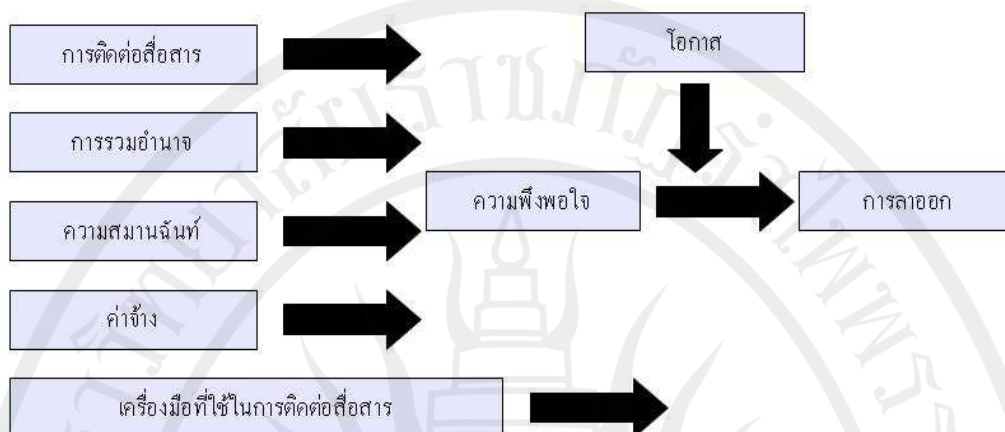 การติดต่อสื่อสาร
โอกาส
การรวมอำนาจ
ความพึงพอใจ
การลาออก
ความสมานฉันท์
ค่าจ้าง
เครื่องมือที่ใช้ในการติดต่อสื่อสาร